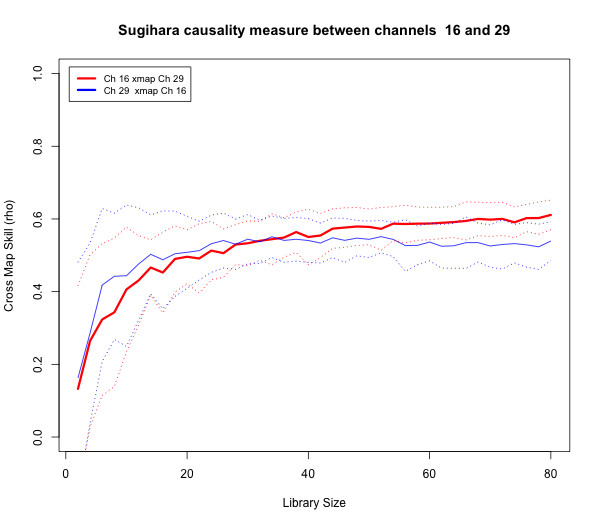 Sugihara causality measure between channels  16 and 29
Ch 16 xmap Ch 29
Ch 29  xmap Ch 16
Cross Map Skill (rho)
1.0
0.8
0.6
0.4
0.2
0.0
0 20 40 60 80
Library Size